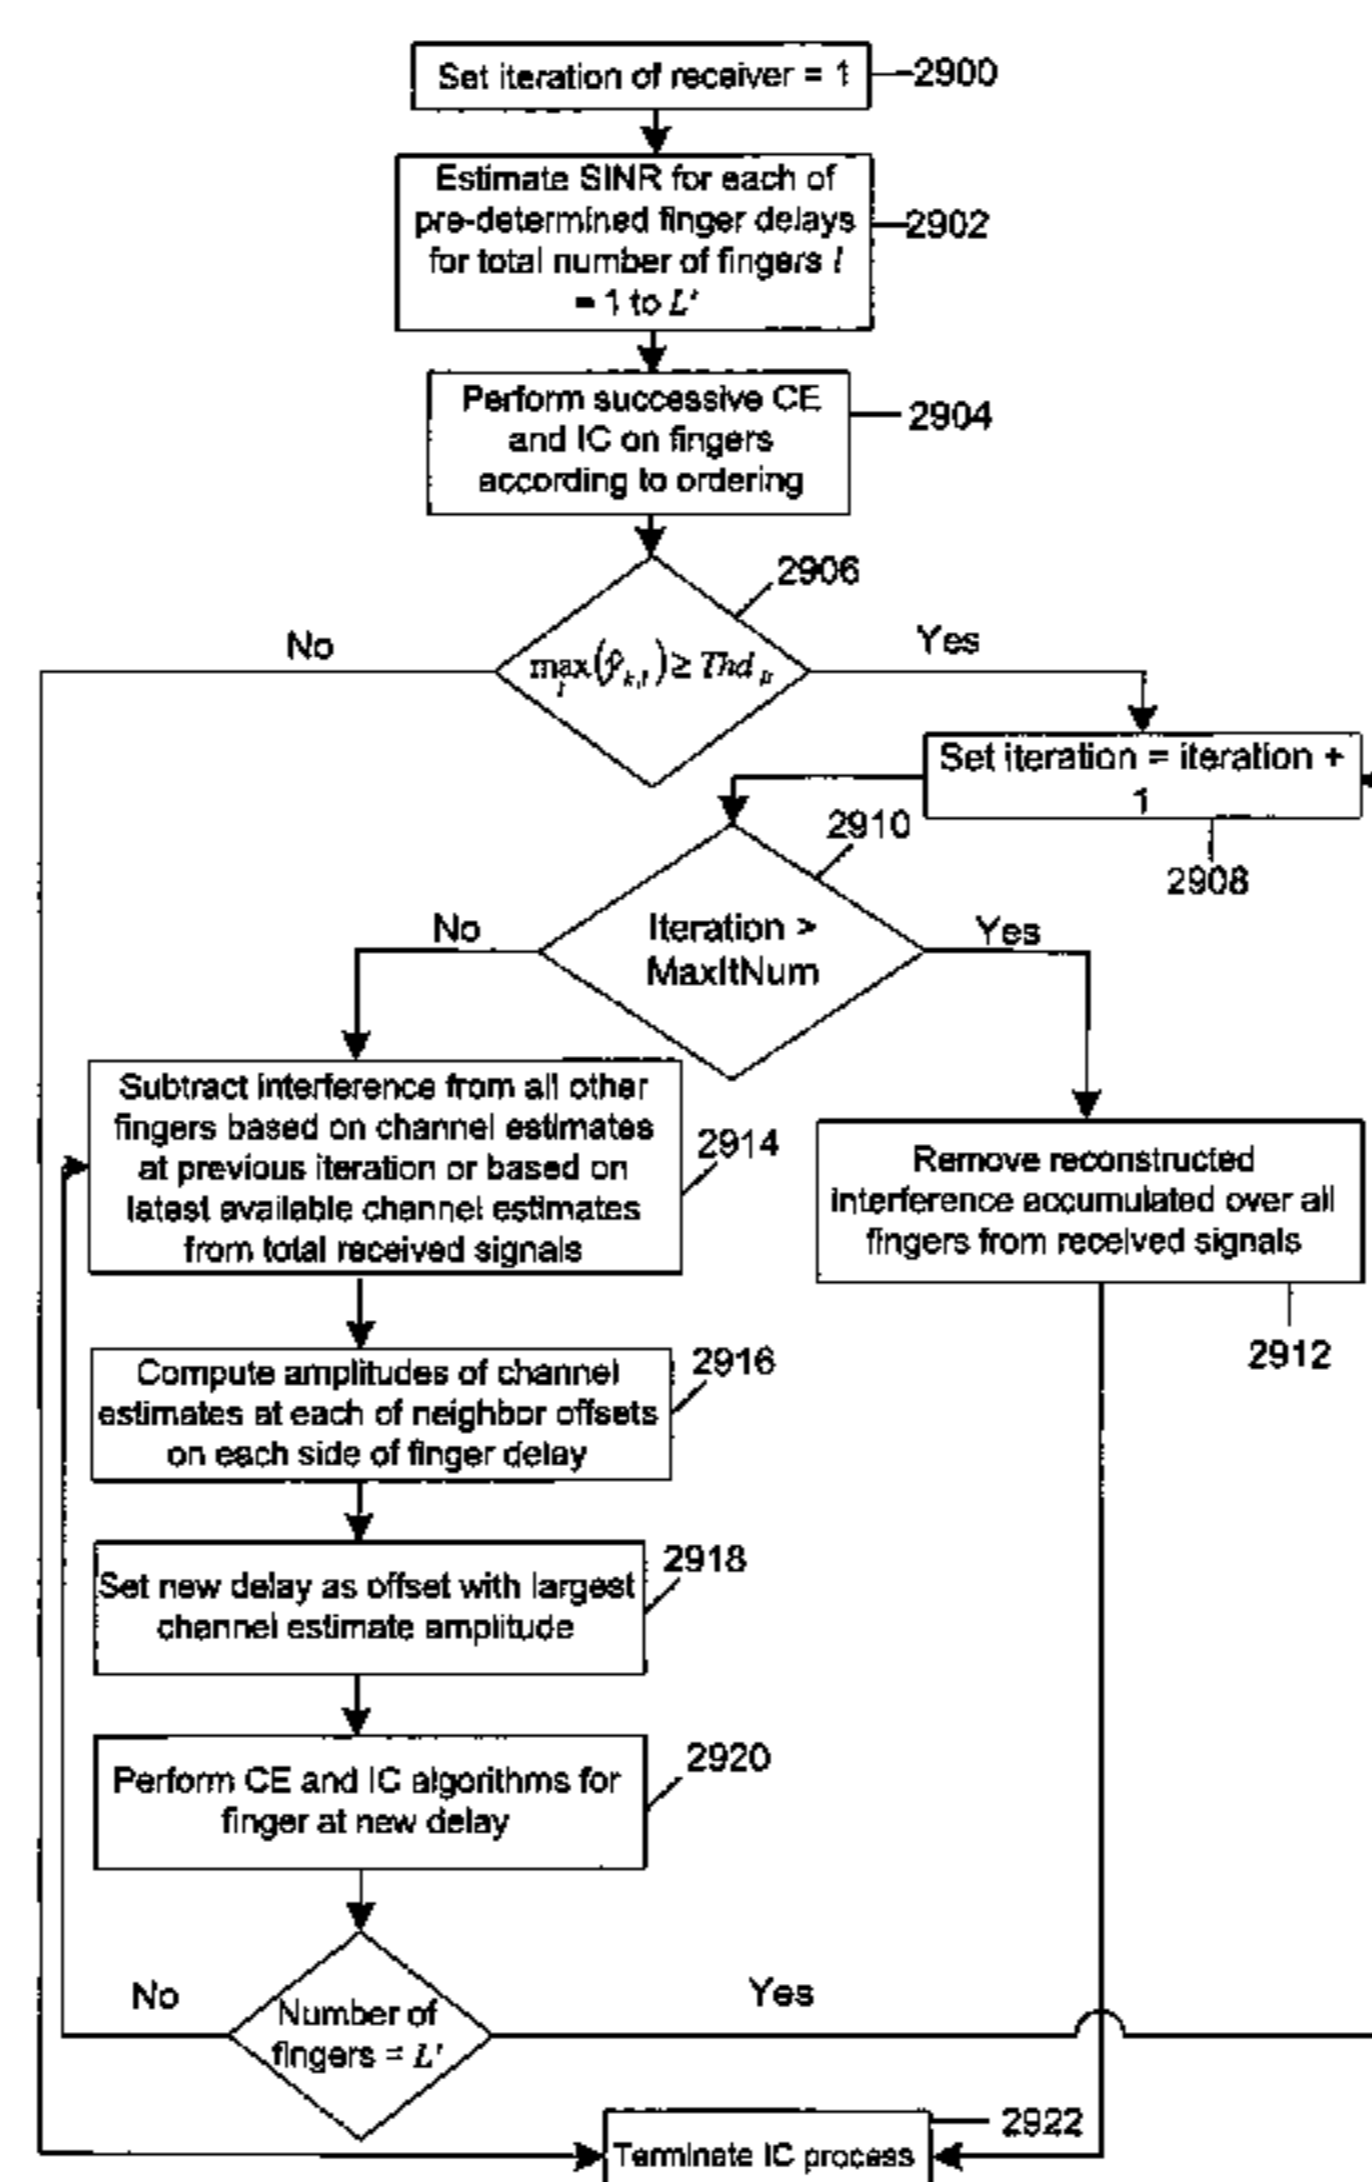 Set iteration of receiver = 1
2900
Estimate SINR for each of
pre-determined finger delays
for total number of fingers l
= 1 to L'
2902
Perform successive CE
and IC on fingers
according to ordering
2904
2906
No
max l (γ̂ k,l) ≥ Thd
Yes
Set iteration = iteration +
1
2908
2910
No
Iteration >
MaxItNum
Yes
Subtract interference from all other
fingers based on channel estimates
at previous iteration or based on
latest available channel estimates
from total received signals
2914
Remove reconstructed
interference accumulated over all
fingers from received signals
2912
Compute amplitudes of channel
estimates at each of neighbor offsets
on each side of finger delay
2916
Set new delay as offset with largest
channel estimate amplitude
2918
Perform CE and IC algorithms for
finger at new delay
2920
No
Number of
fingers = L'
Yes
Terminate IC process
2922